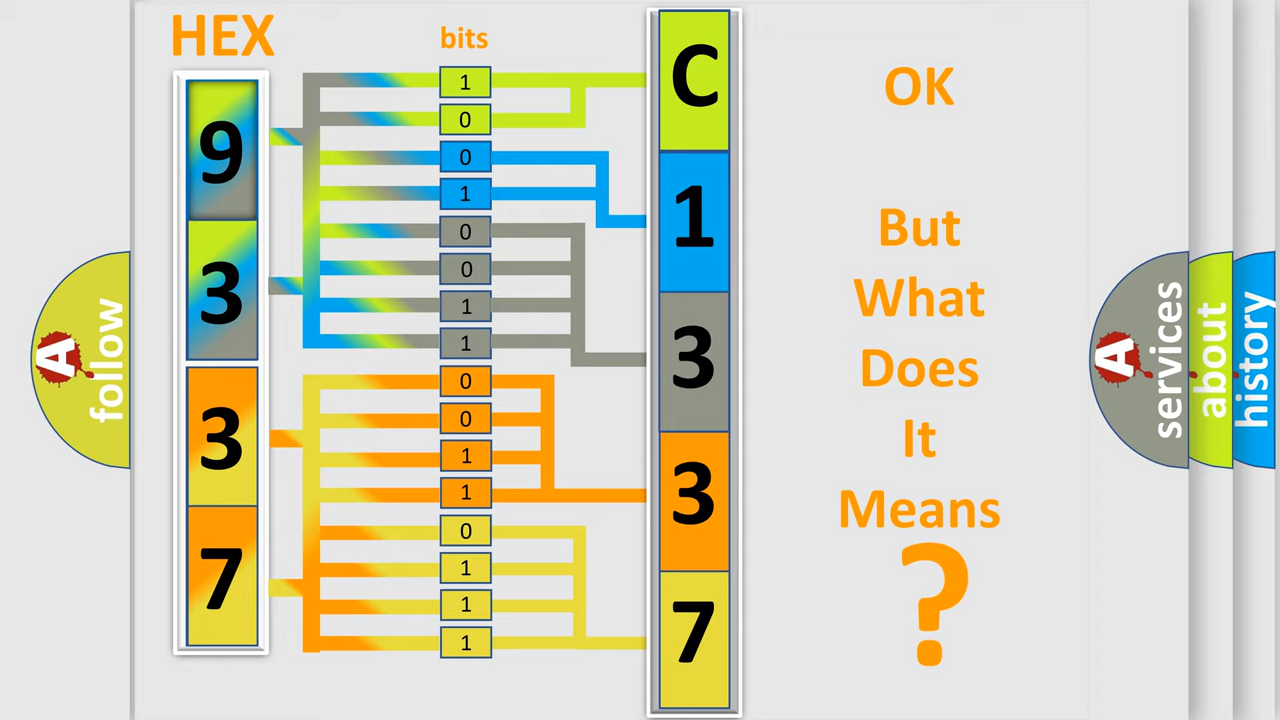 HEX
bits
9
3
3
7
1
0
0
1
0
0
1
1
0
0
1
1
0
1
1
1
C
1
3
3
7
OK
But
What
Does
It
Means
?
A
follow
A
services
about
history